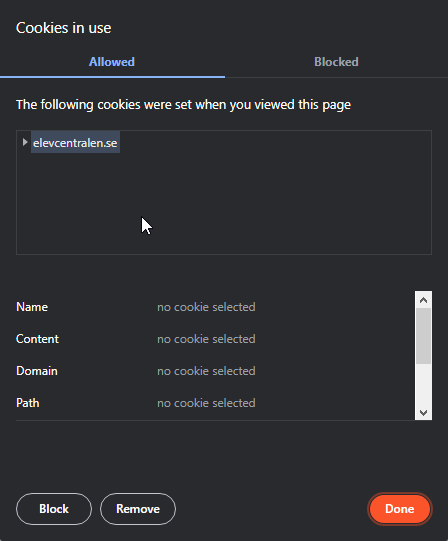 Cookies in use
Allowed Blocked
The following cookies were set when you viewed this page
elevcentralen.se
Name no cookie selected
Content no cookie selected
Domain no cookie selected
Path no cookie selected
Block Remove Done